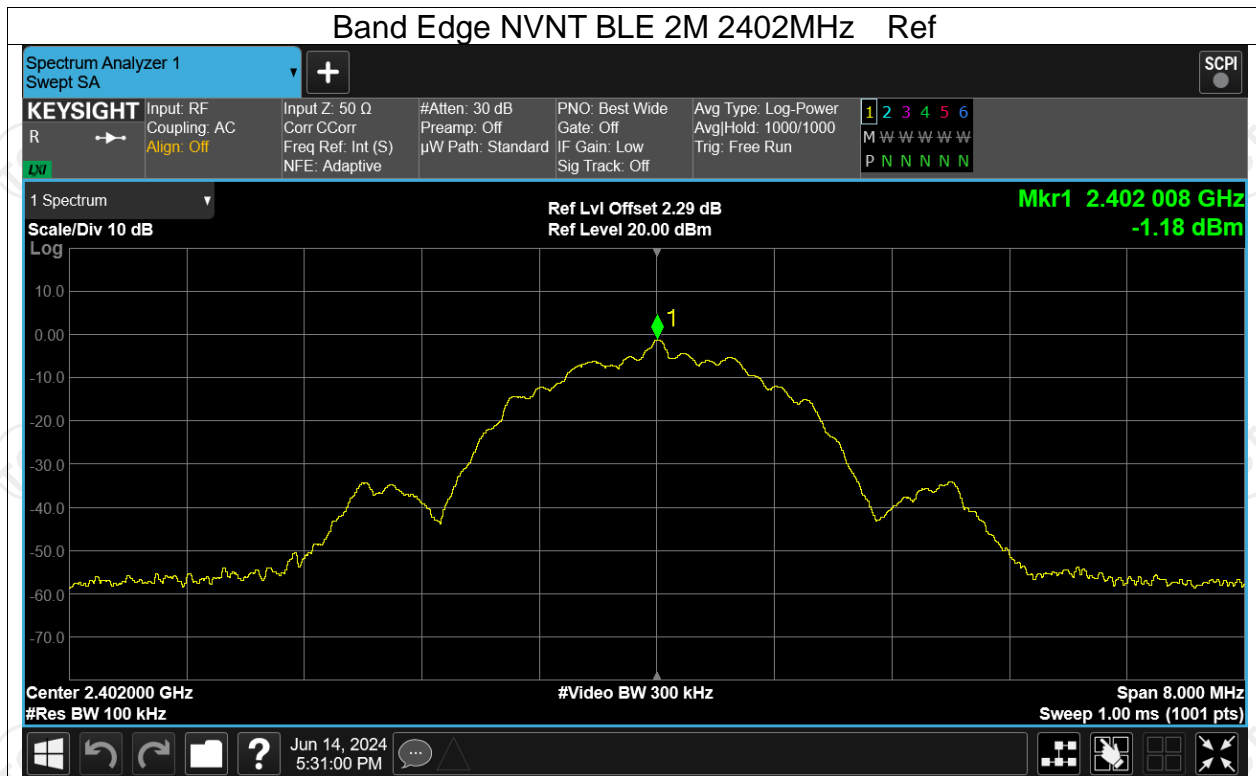 Band Edge NVNT BLE 2M 2402MHz Ref
Spectrum Analyzer 1
Swept SA
SCPI
KEYSIGHT
R
LXI
Input: RF
Coupling: AC
Align: Off
Input Z: 50 Ω
Corr CCorr
Freq Ref: Int (S)
NFE: Adaptive
#Atten: 30 dB
Preamp: Off
µW Path: Standard
PNO: Best Wide
Gate: Off
IF Gain: Low
Sig Track: Off
Avg Type: Log-Power
Avg|Hold: 1000/1000
Trig: Free Run
1 2 3 4 5 6
M W W W W W
P N N N N N
1 Spectrum
Scale/Div 10 dB
Ref Lvl Offset 2.29 dB
Ref Level 20.00 dBm
Mkr1 2.402 008 GHz
-1.18 dBm
Log
10.0
0.00
-10.0
-20.0
-30.0
-40.0
-50.0
-60.0
-70.0
1
Center 2.402000 GHz
#Res BW 100 kHz
#Video BW 300 kHz
Span 8.000 MHz
Sweep 1.00 ms (1001 pts)
?
Jun 14, 2024
5:31:00 PM